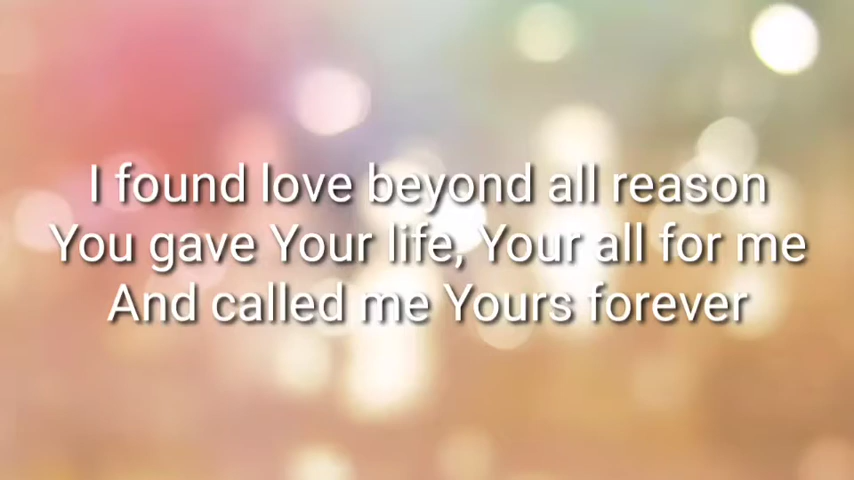 I found love beyond all reason
You gave Your life, Your all for me
And called me Yours forever